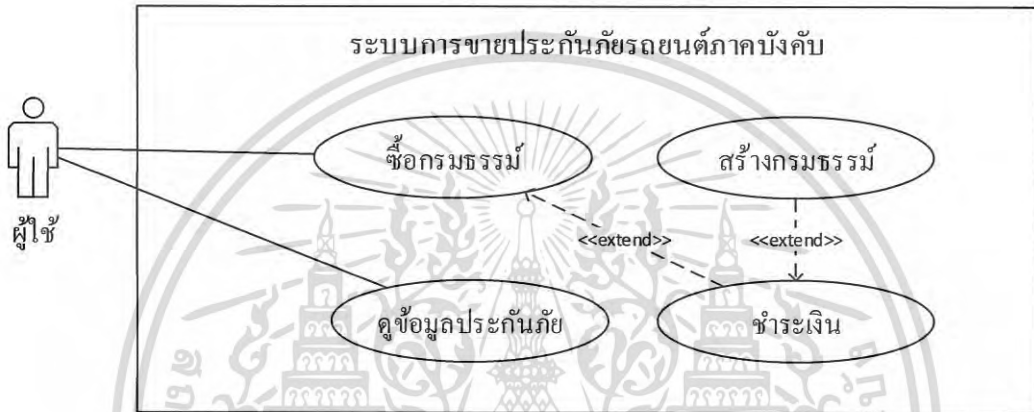 ระบบการขายประกันภัยรถยนต์ภาคบังคับ
ซื้อกรมธรรม์
สร้างกรมธรรม์
ผู้ใช้
<<extend>>
<<extend>>
ดูข้อมูลประกันภัย
ชำระเงิน